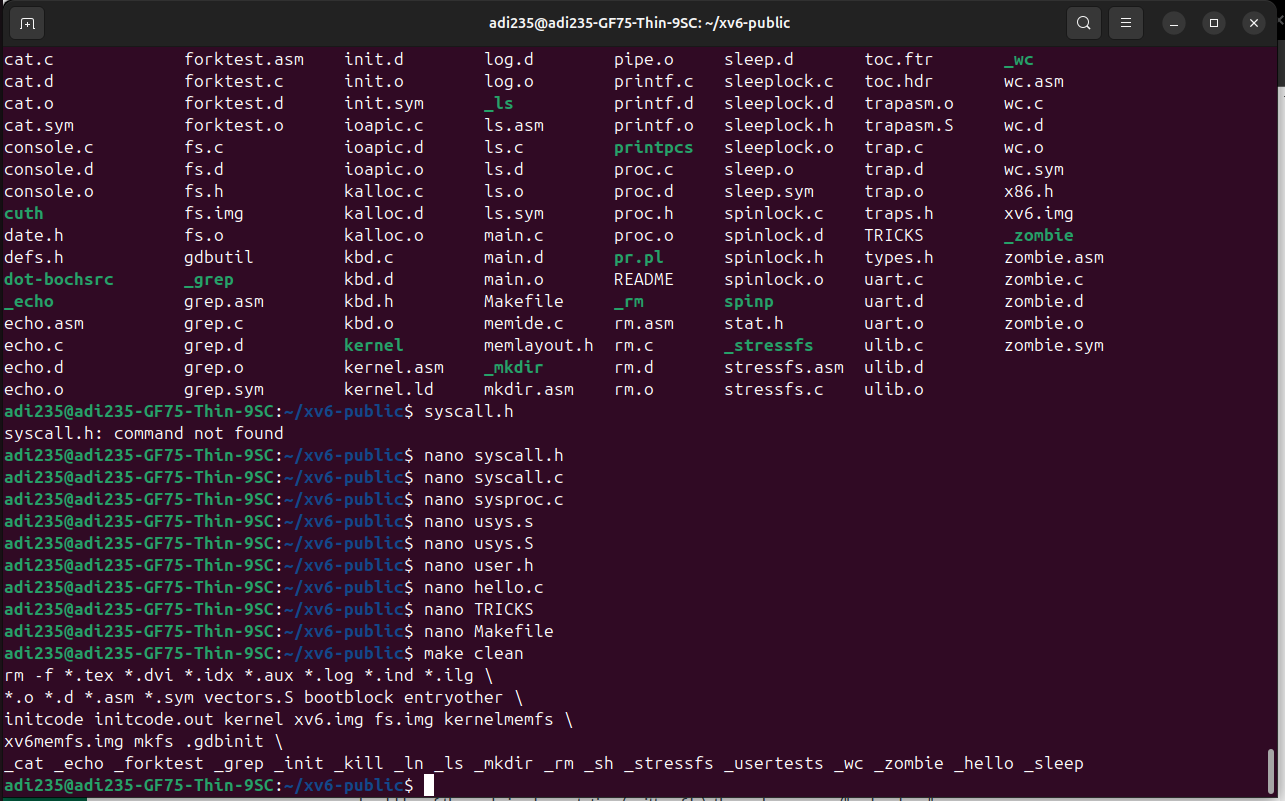 adi235@adi235-GF75-Thin-9SC: ~/xv6-public
cat.c forktest.asm init.d log.d pipe.o sleep.d toc.ftr _wc
cat.d forktest.c init.o log.o printf.c sleeplock.c toc.hdr wc.asm
cat.o forktest.d init.sym _ls printf.d sleeplock.d trapasm.o wc.c
cat.sym forktest.o ioapic.c ls.asm printf.o sleeplock.h trapasm.S wc.d
console.c fs.c ioapic.d ls.c printpcs sleeplock.o trap.c wc.o
console.d fs.d ioapic.o ls.d proc.c sleep.o trap.d wc.sym
console.o fs.h kalloc.c ls.o proc.d sleep.sym trap.o x86.h
cuth fs.img kalloc.d ls.sym proc.h spinlock.c traps.h xv6.img
date.h fs.o kalloc.o main.c proc.o spinlock.d TRICKS _zombie
defs.h gdbutil kbd.c main.d pr.pl spinlock.h types.h zombie.asm
dot-bochsrc _grep kbd.d main.o README spinlock.o uart.c zombie.c
_echo grep.asm kbd.h Makefile _rm spinp uart.d zombie.d
echo.asm grep.c kbd.o memide.c rm.asm stat.h uart.o zombie.o
echo.c grep.d kernel memlayout.h rm.c _stressfs ulib.c zombie.sym
echo.d grep.o kernel.asm _mkdir rm.d stressfs.asm ulib.d
echo.o grep.sym kernel.ld mkdir.asm rm.o stressfs.c ulib.o
adi235@adi235-GF75-Thin-9SC:~/xv6-public$ syscall.h
syscall.h: command not found
adi235@adi235-GF75-Thin-9SC:~/xv6-public$ nano syscall.h
adi235@adi235-GF75-Thin-9SC:~/xv6-public$ nano syscall.c
adi235@adi235-GF75-Thin-9SC:~/xv6-public$ nano sysproc.c
adi235@adi235-GF75-Thin-9SC:~/xv6-public$ nano usys.s
adi235@adi235-GF75-Thin-9SC:~/xv6-public$ nano usys.S
adi235@adi235-GF75-Thin-9SC:~/xv6-public$ nano user.h
adi235@adi235-GF75-Thin-9SC:~/xv6-public$ nano hello.c
adi235@adi235-GF75-Thin-9SC:~/xv6-public$ nano TRICKS
adi235@adi235-GF75-Thin-9SC:~/xv6-public$ nano Makefile
adi235@adi235-GF75-Thin-9SC:~/xv6-public$ make clean
rm -f *.tex *.dvi *.idx *.aux *.log *.ind *.ilg \
*.o *.d *.asm *.sym vectors.S bootblock entryother \
initcode initcode.out kernel xv6.img fs.img kernelmemfs \
xv6memfs.img mkfs .gdbinit \
_cat _echo _forktest _grep _init _kill _ln _ls _mkdir _rm _sh _stressfs _usertests _wc _zombie _hello _sleep
adi235@adi235-GF75-Thin-9SC:~/xv6-public$